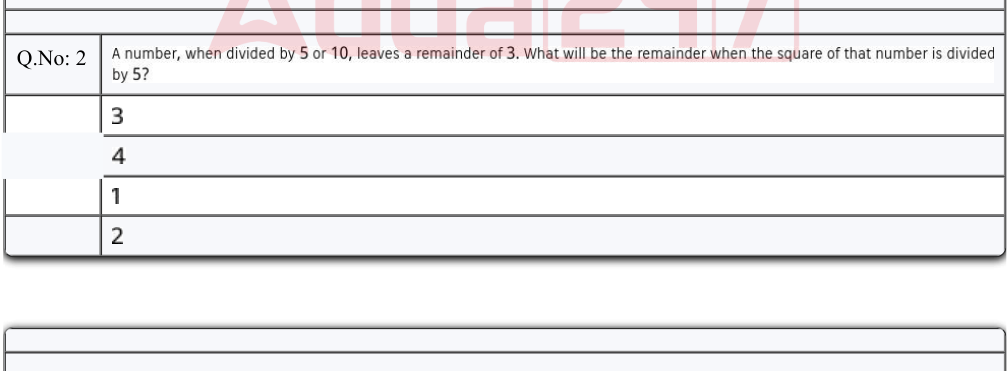 Adda247
Q.No: 2
A number, when divided by 5 or 10, leaves a remainder of 3. What will be the remainder when the square of that number is divided
by 5?
3
4
1
2